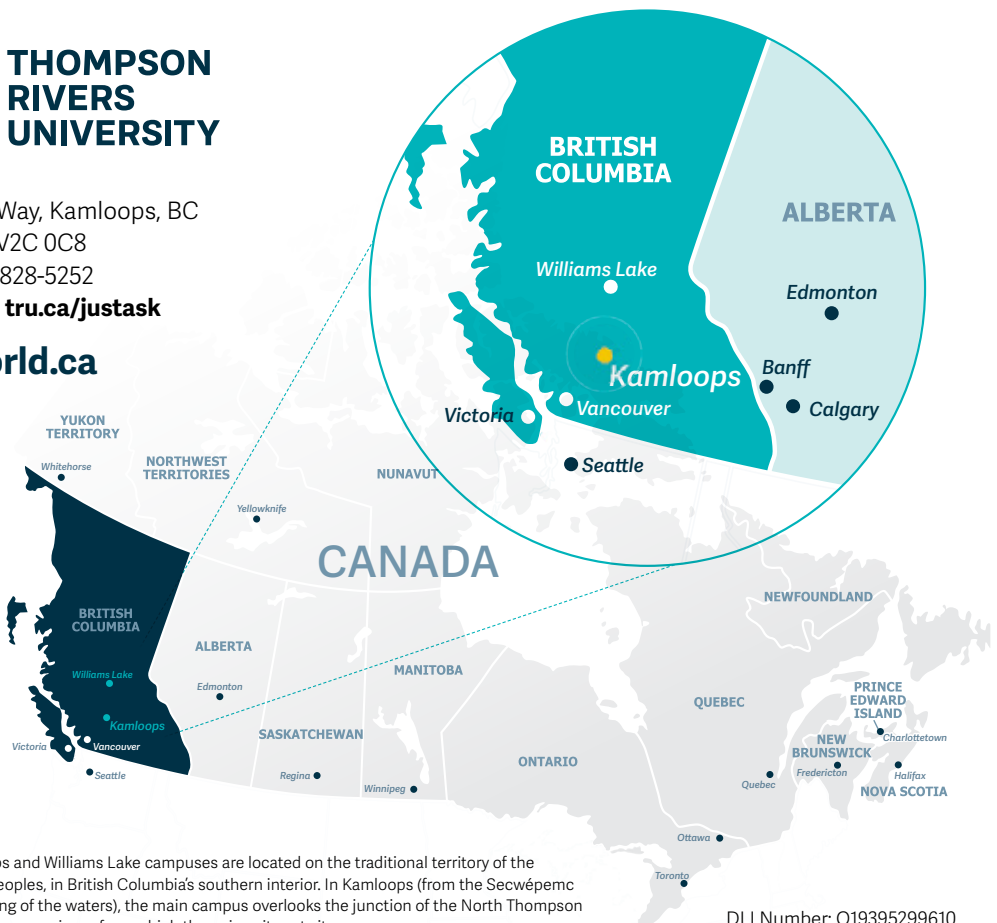 THOMPSON
RIVERS
UNIVERSITY
Way, Kamloops, BC
V2C 0C8
828-5252
tru.ca/justask
rld.ca
BRITISH
COLUMBIA
ALBERTA
Williams Lake
Edmonton
Kamloops
Banff
Calgary
Vancouver
Victoria
Seattle
YUKON
TERRITORY
Whitehorse
NORTHWEST
TERRITORIES
NUNAVUT
Yellowknife
CANADA
BRITISH
COLUMBIA
Williams Lake
Kamloops
Victoria
Vancouver
Seattle
ALBERTA
Edmonton
SASKATCHEWAN
Regina
MANITOBA
Winnipeg
ONTARIO
Ottawa
Toronto
QUEBEC
Quebec
NEWFOUNDLAND
PRINCE
EDWARD
ISLAND
Charlottetown
NEW
BRUNSWICK
Fredericton
Halifax
NOVA SCOTIA
ps and Williams Lake campuses are located on the traditional territory of the
eoples, in British Columbia's southern interior. In Kamloops (from the Secwépemc
ng of the waters), the main campus overlooks the junction of the North Thompson
DLI Number: O19395299610